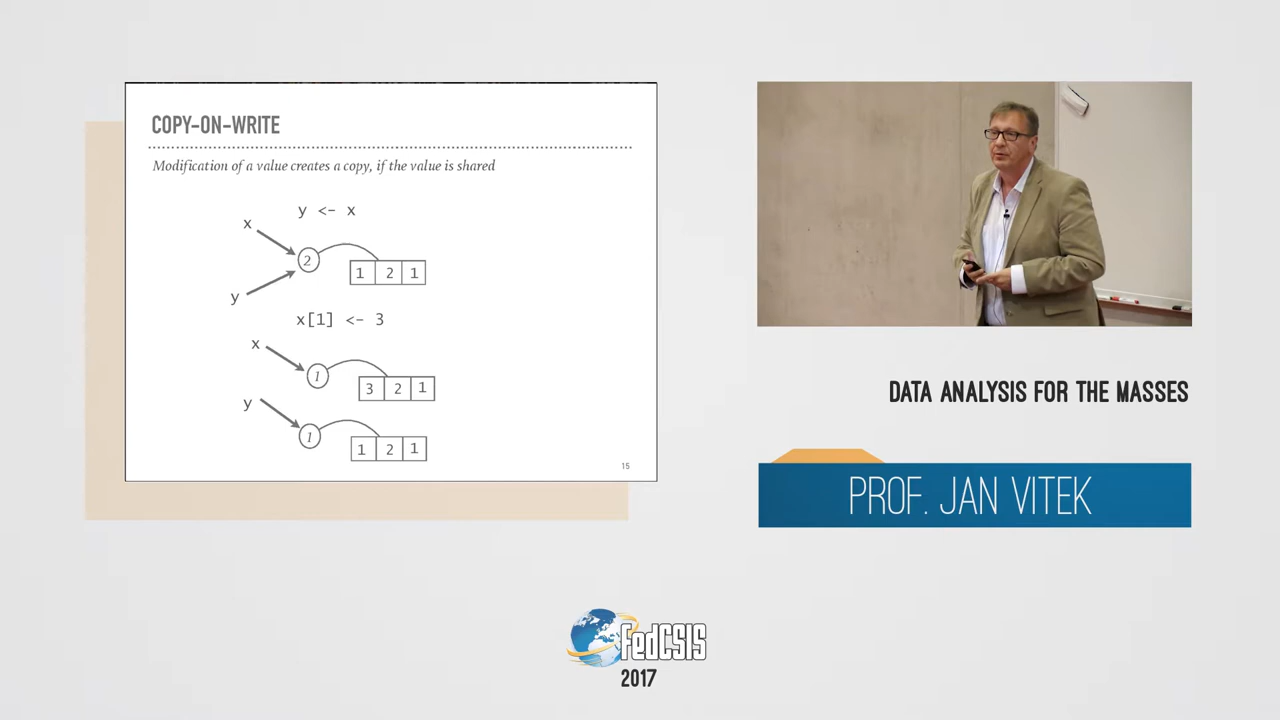 COPY-ON-WRITE
Modification of a value creates a copy, if the value is shared
y <- x
x
2
1 2 1
y
x[1] <- 3
x
1
3 2 1
y
1
1 2 1
15
DATA ANALYSIS FOR THE MASSES
PROF. JAN VITEK
FedCSIS
2017